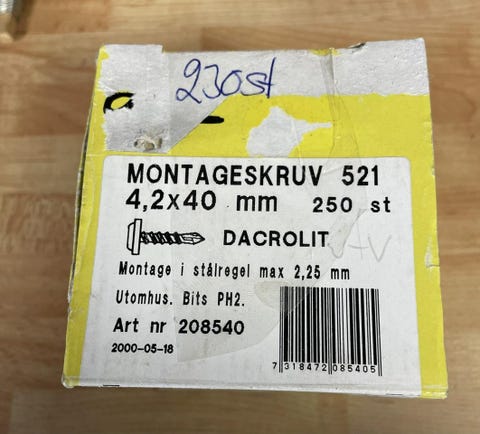 230st
MONTAGESKRUV 521
4,2x40 mm 250 st
DACROLIT
Montage i stålregel max 2,25 mm
Utomhus. Bits PH2.
Art nr 208540
2000-05-18
7 318472 085405